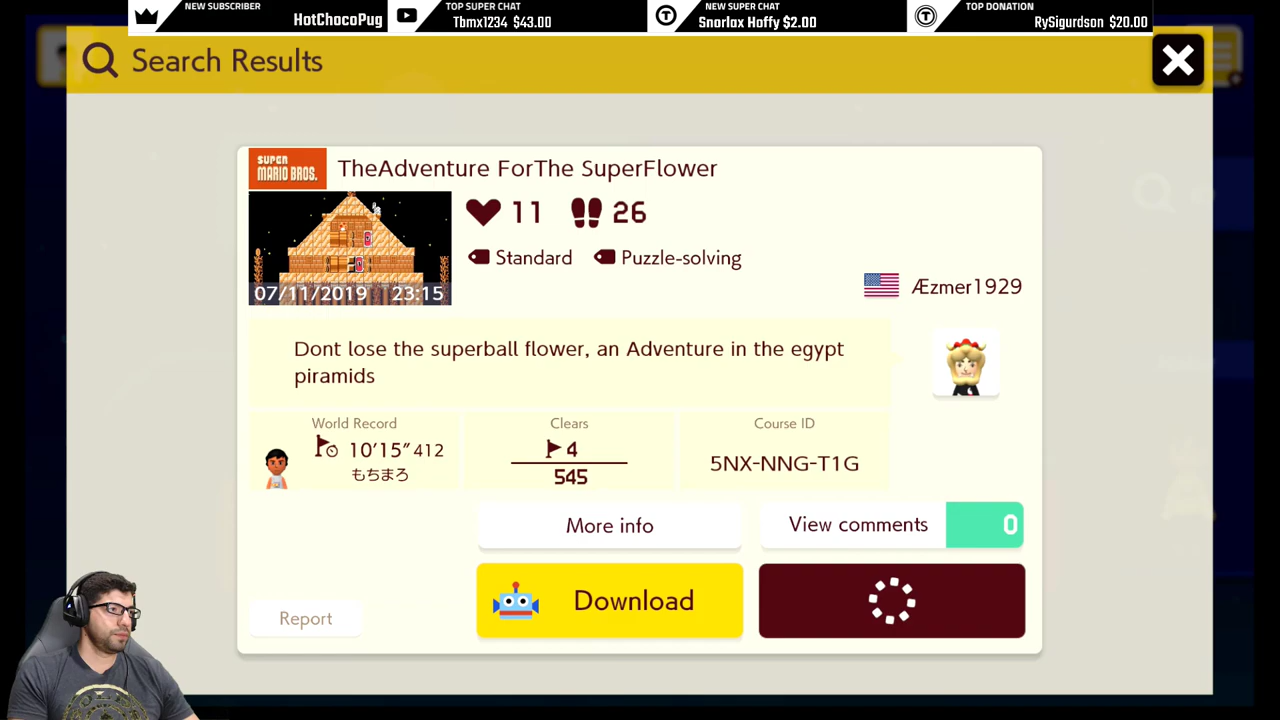 NEW SUBSCRIBER
HotChocoPug
TOP SUPER CHAT
Tbmx1234 $43.00
NEW SUPER CHAT
Snorlax Hoffy $2.00
TOP DONATION
RySigurdson $20.00
Search Results
SUPER
MARIO BROS.
TheAdventure ForThe SuperFlower
11
26
Standard
Puzzle-solving
07/11/2019 23:15
Æzmer1929
Dont lose the superball flower, an Adventure in the egypt
piramids
World Record
10'15"412
もちまろ
Clears
4
545
Course ID
5NX-NNG-T1G
More info
View comments
0
Report
Download